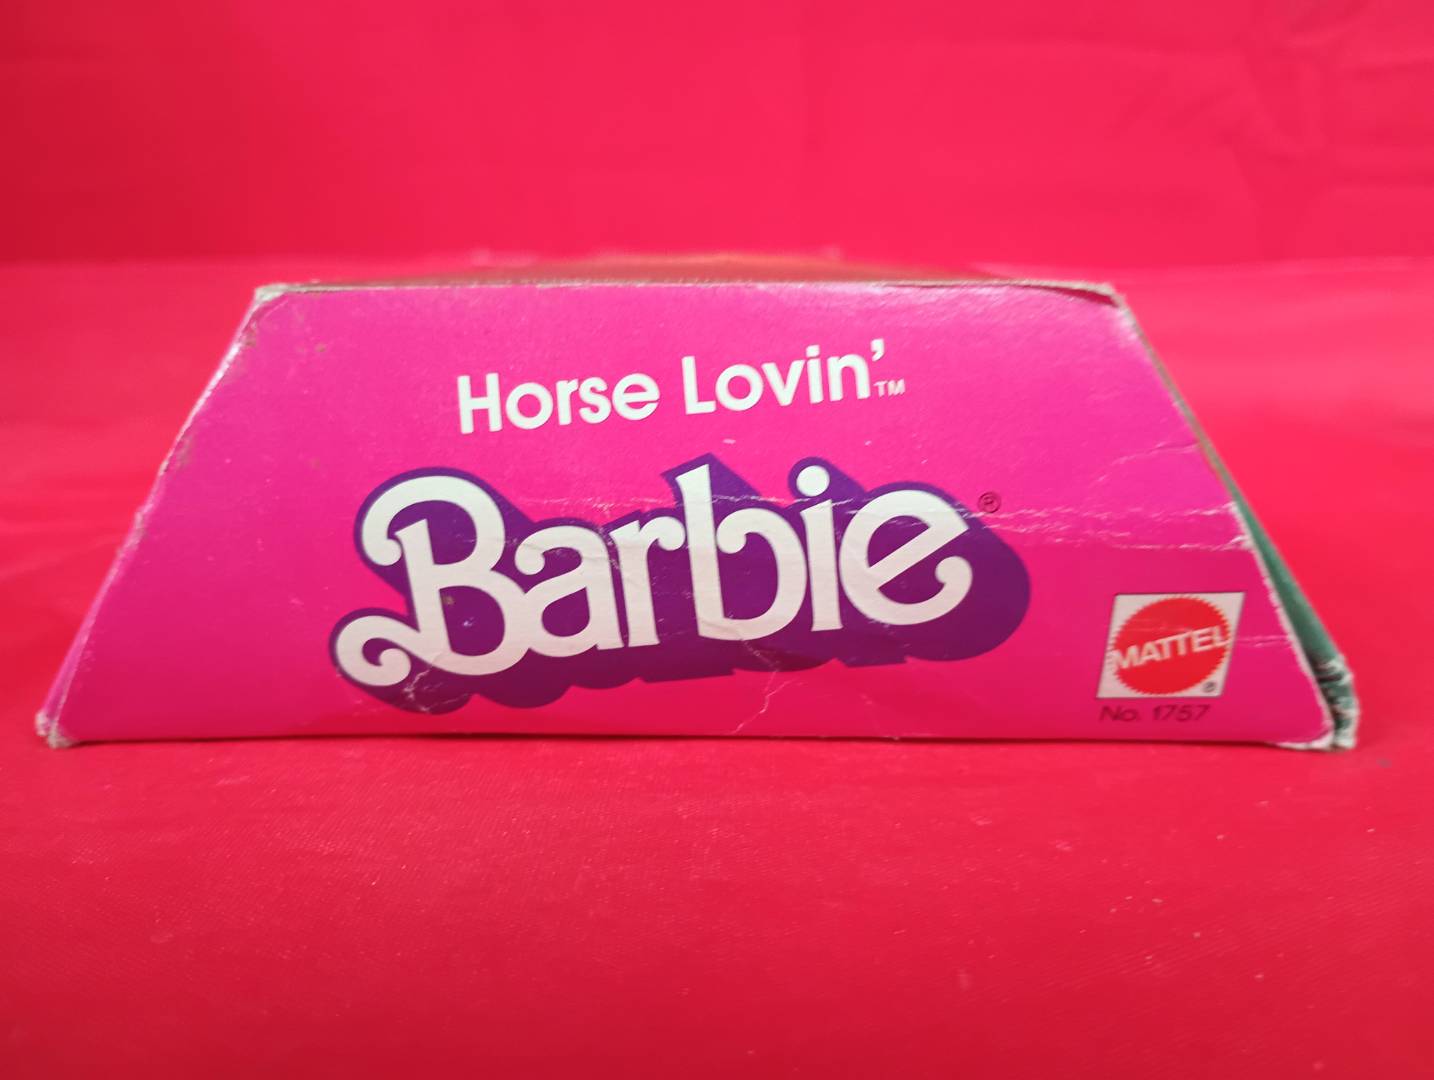 Horse Lovin'™
Barbie®
MATTEL®
No. 1757